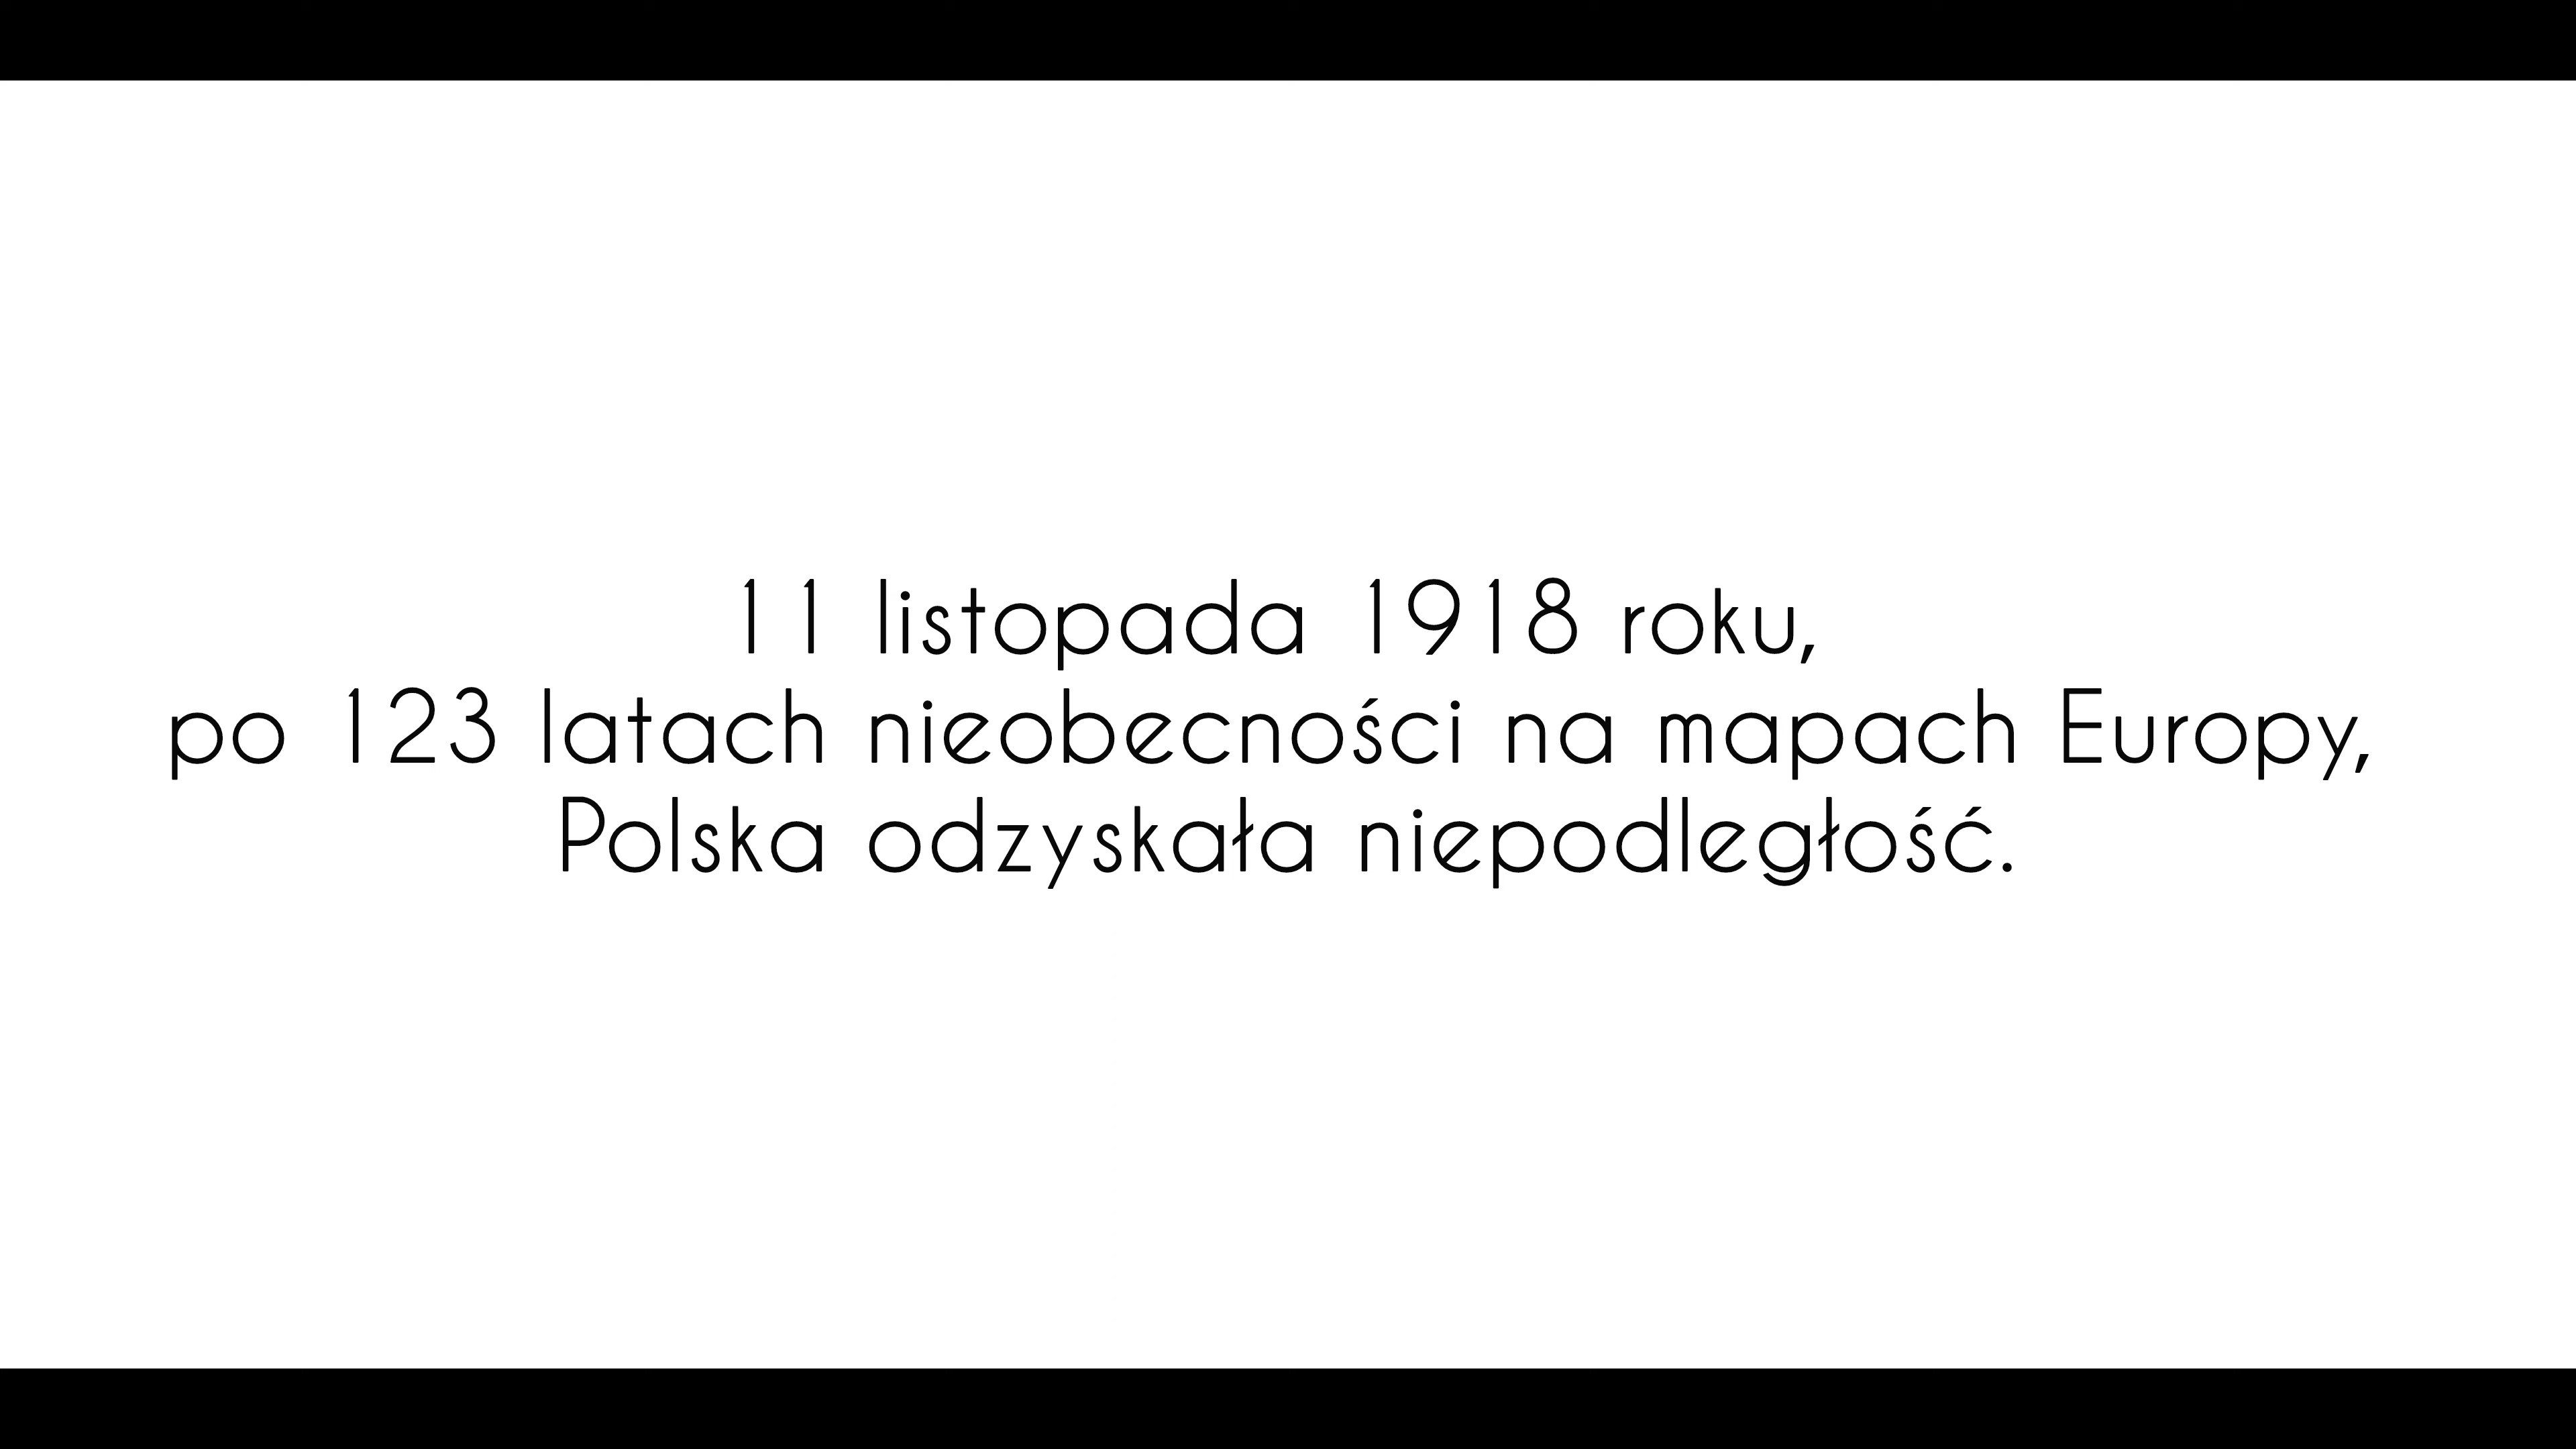 11 listopada 1918 roku,
po 123 latach nieobecności na mapach Europy,
Polska odzyskała niepodległość.